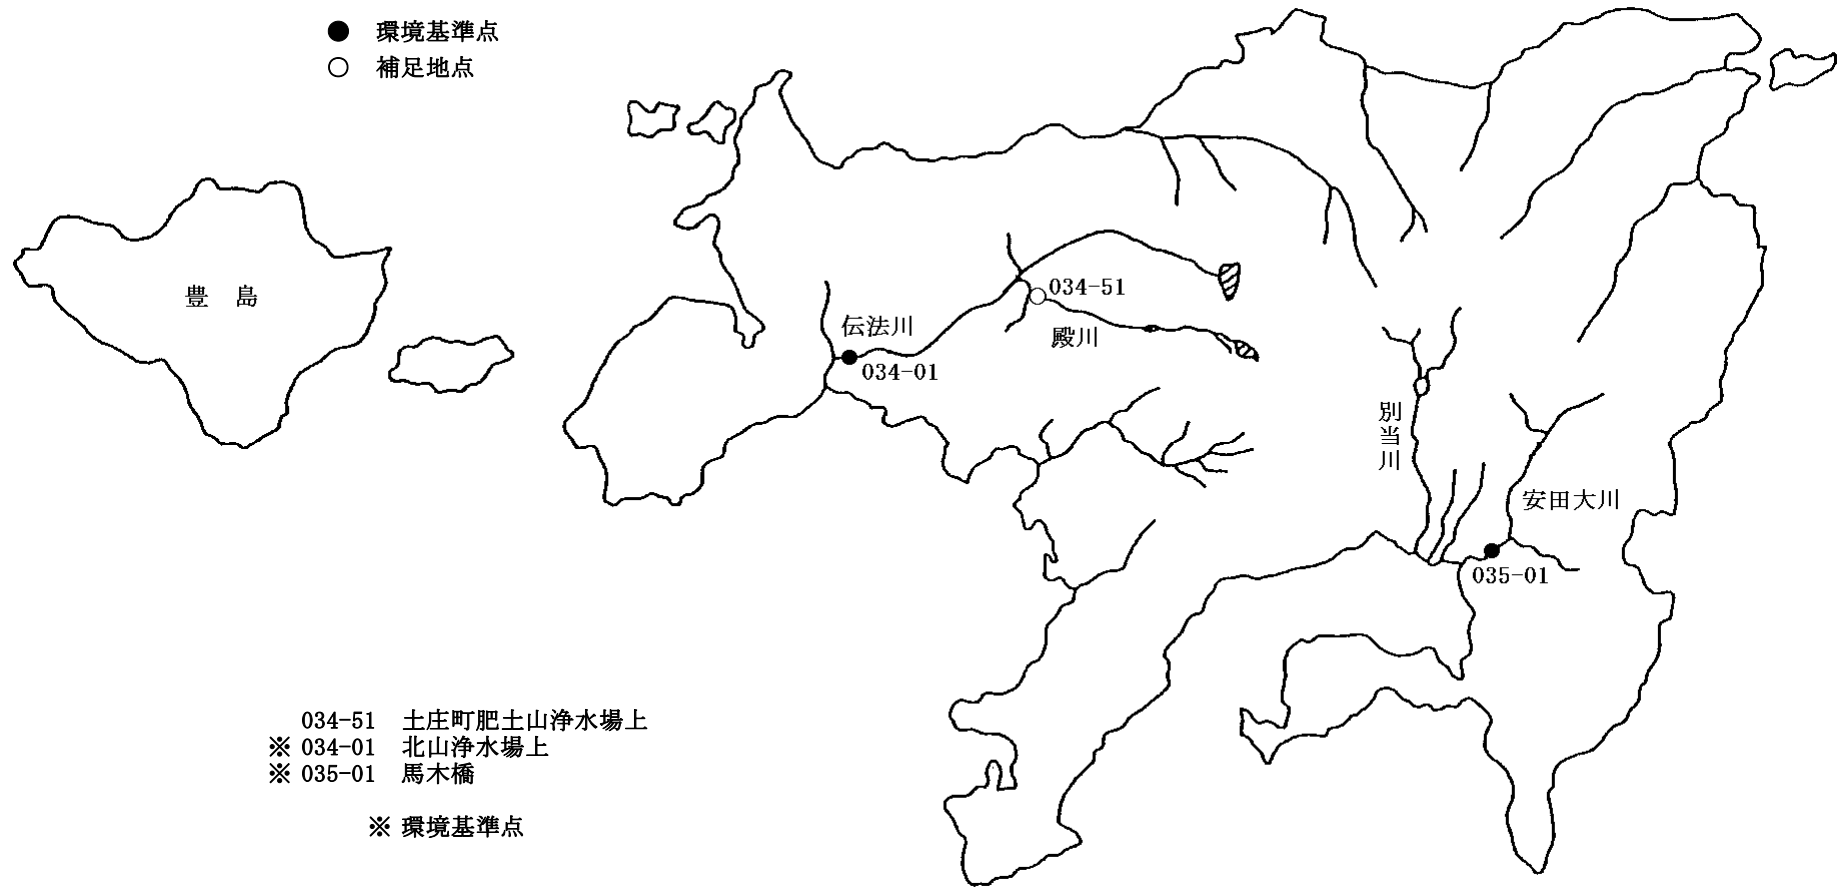 ● 環境基準点
○ 補足地点
豊島
034-51
伝法川
殿川
034-01
別当川
安田大川
035-01
034-51 土庄町肥土山浄水場上
※ 034-01 北山浄水場上
※ 035-01 馬木橋
※ 環境基準点